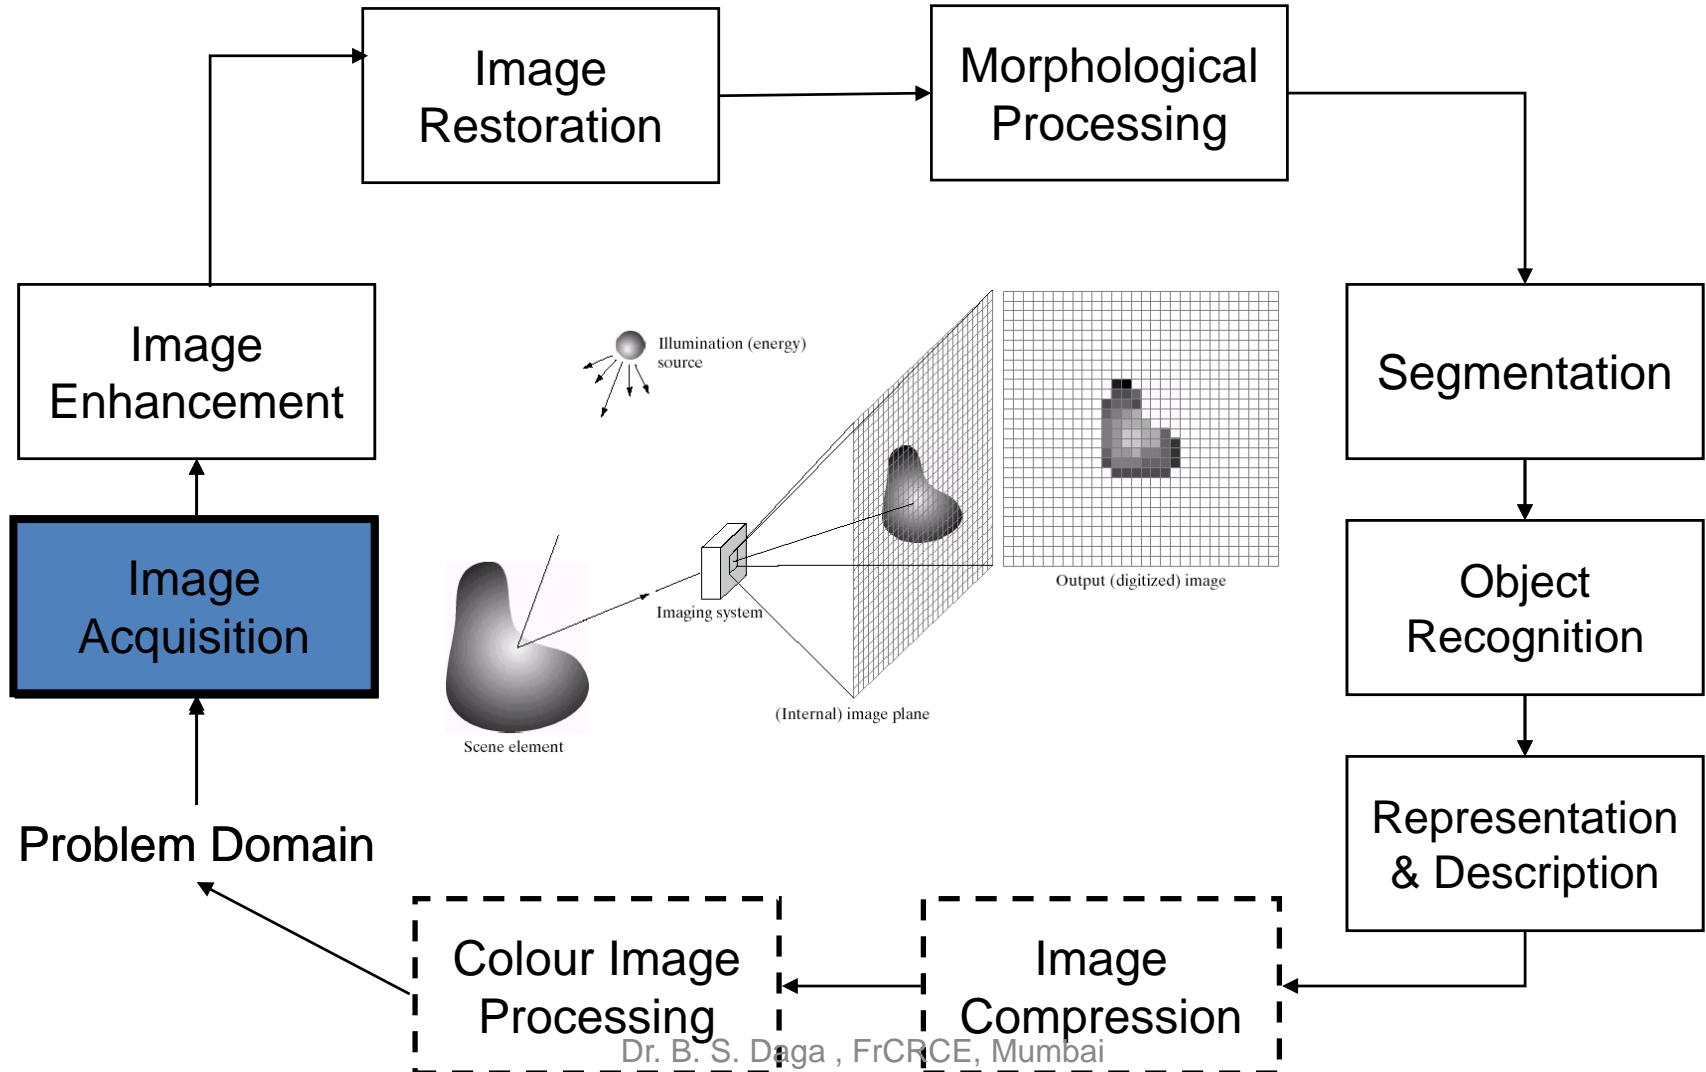 Image
Restoration
Morphological
Processing
Image
Enhancement
Illumination (energy)
source
Segmentation
Image
Acquisition
Imaging system
Output (digitized) image
Object
Recognition
(Internal) image plane
Scene element
Problem Domain
Representation
& Description
Colour Image
Processing
Image
Compression
Dr. B. S. Daga , FrCRCE, Mumbai